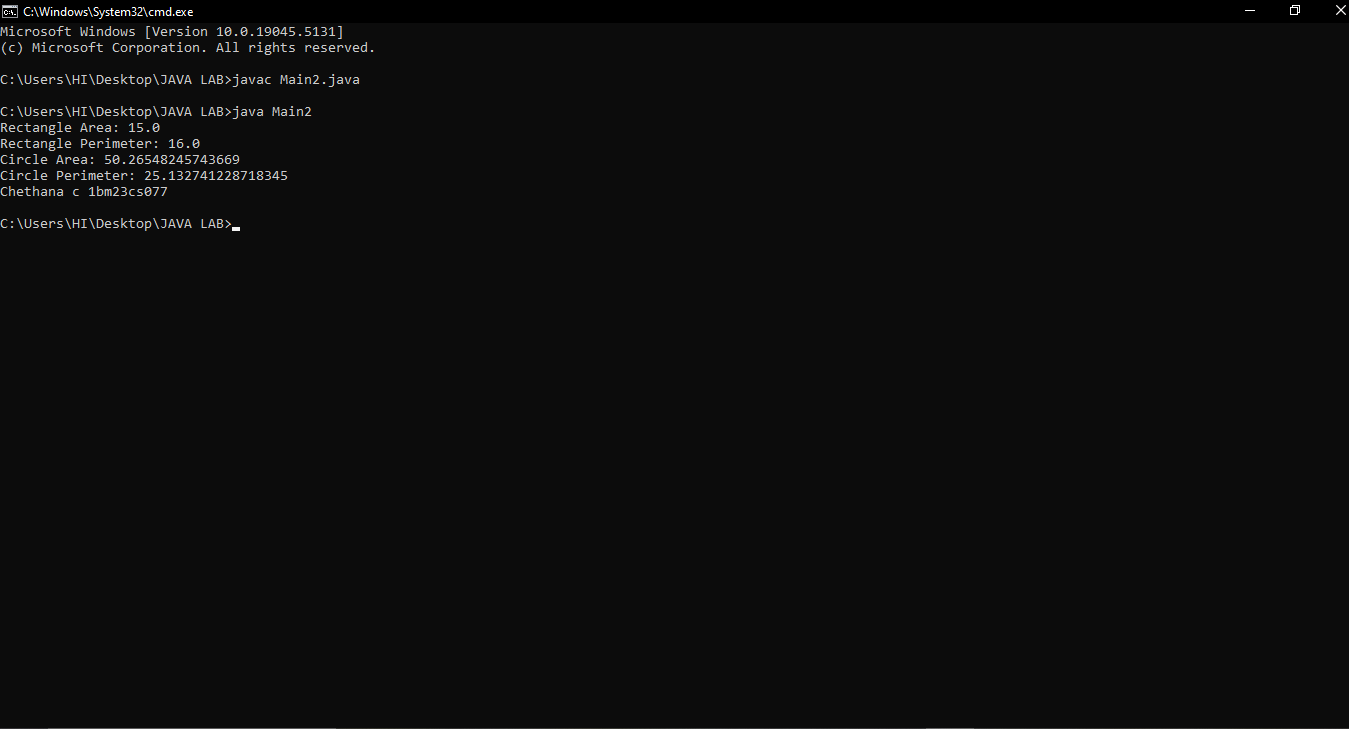 C:\Windows\System32\cmd.exe
Microsoft Windows [Version 10.0.19045.5131]
(c) Microsoft Corporation. All rights reserved.
C:\Users\HI\Desktop\JAVA LAB>javac Main2.java
C:\Users\HI\Desktop\JAVA LAB>java Main2
Rectangle Area: 15.0
Rectangle Perimeter: 16.0
Circle Area: 50.26548245743669
Circle Perimeter: 25.132741228718345
Chethana c 1bm23cs077
C:\Users\HI\Desktop\JAVA LAB>